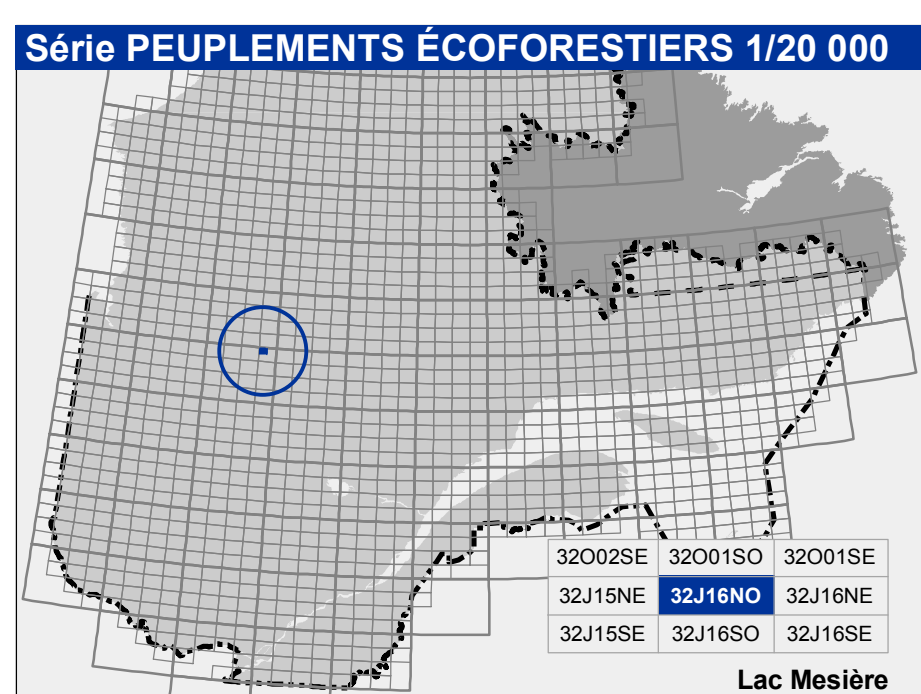 Série PEUPLEMENTS ÉCOFORESTIERS 1/20 000
32O02SE 32O01SO 32O01SE
32J15NE 32J16NO 32J16NE
32J15SE 32J16SO 32J16SE
Lac Mesière